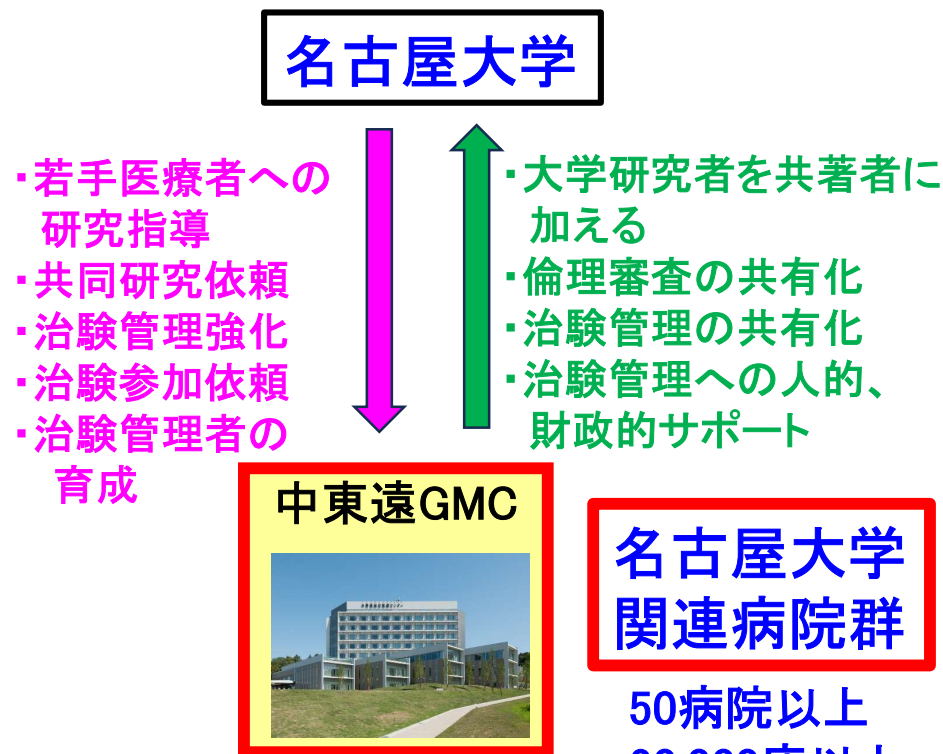 名古屋大学
・若手医療者への
研究指導
・共同研究依頼
・治験管理強化
・治験参加依頼
・治験管理者の
育成
・大学研究者を共著者に
加える
・倫理審査の共有化
・治験管理の共有化
・治験管理への人的、
財政的サポート
中東遠GMC
名古屋大学
関連病院群
50病院以上